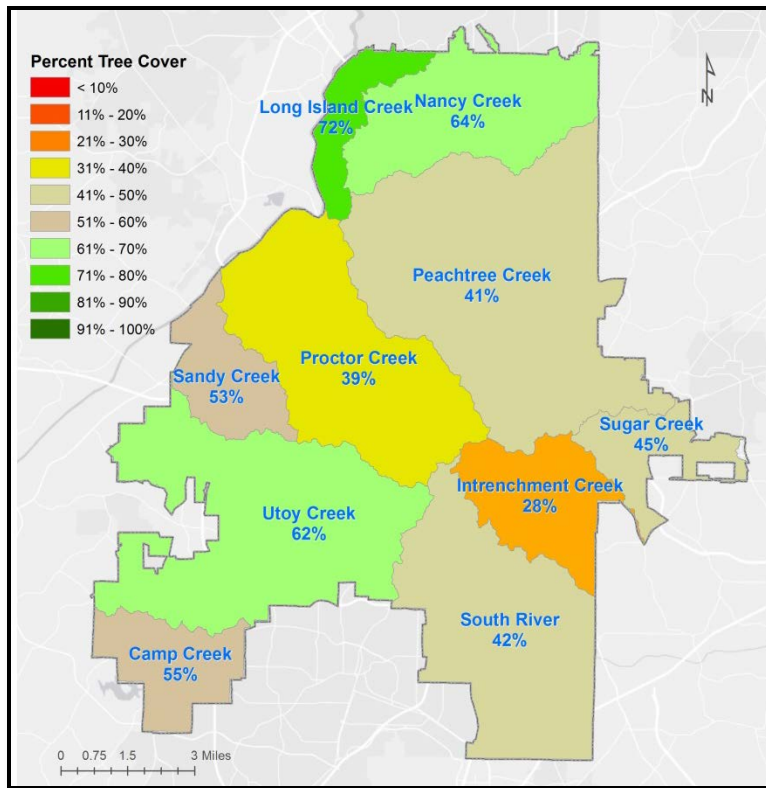 Percent Tree Cover
< 10%
11% - 20%
21% - 30%
31% - 40%
41% - 50%
51% - 60%
61% - 70%
71% - 80%
81% - 90%
91% - 100%
N
Long Island Creek
72%
Nancy Creek
64%
Peachtree Creek
41%
Proctor Creek
39%
Sandy Creek
53%
Sugar Creek
45%
Intrenchment Creek
28%
Utoy Creek
62%
South River
42%
Camp Creek
55%
0 0.75 1.5 3 Miles